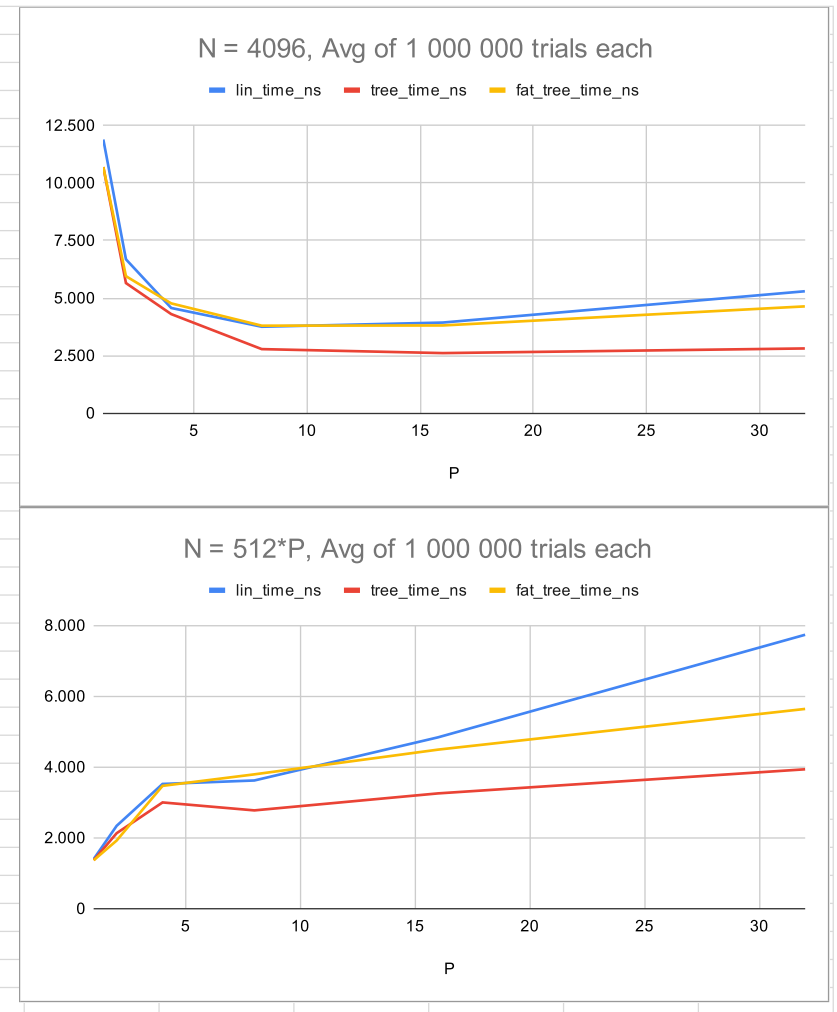 N = 4096, Avg of 1 000 000 trials each
lin_time_ns tree_time_ns fat_tree_time_ns
12.500
10.000
7.500
5.000
2.500
0
5 10 15 20 25 30
P
N = 512*P, Avg of 1 000 000 trials each
lin_time_ns tree_time_ns fat_tree_time_ns
8.000
6.000
4.000
2.000
0
5 10 15 20 25 30
P